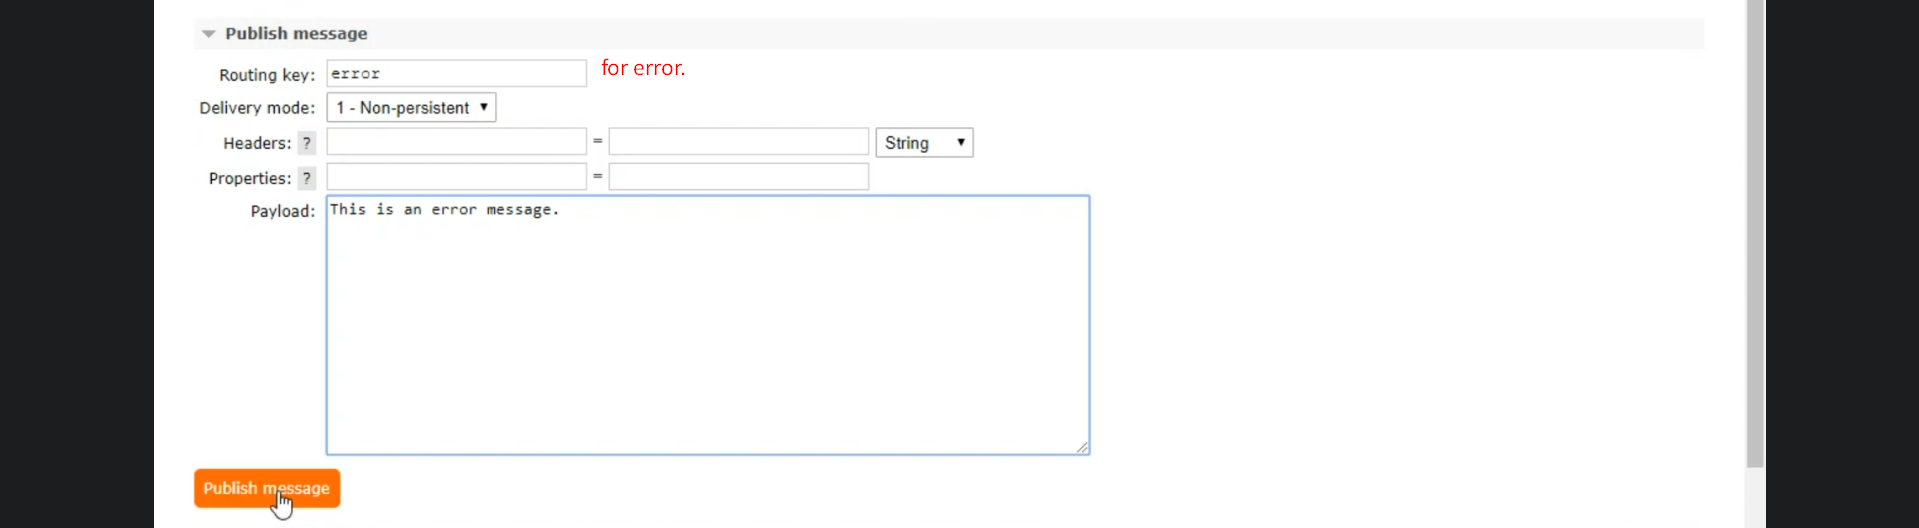 Publish message
Routing key: error for error.
Delivery mode: 1 - Non-persistent
Headers: ? = String
Properties: ? =
Payload: This is an error message.
Publish message